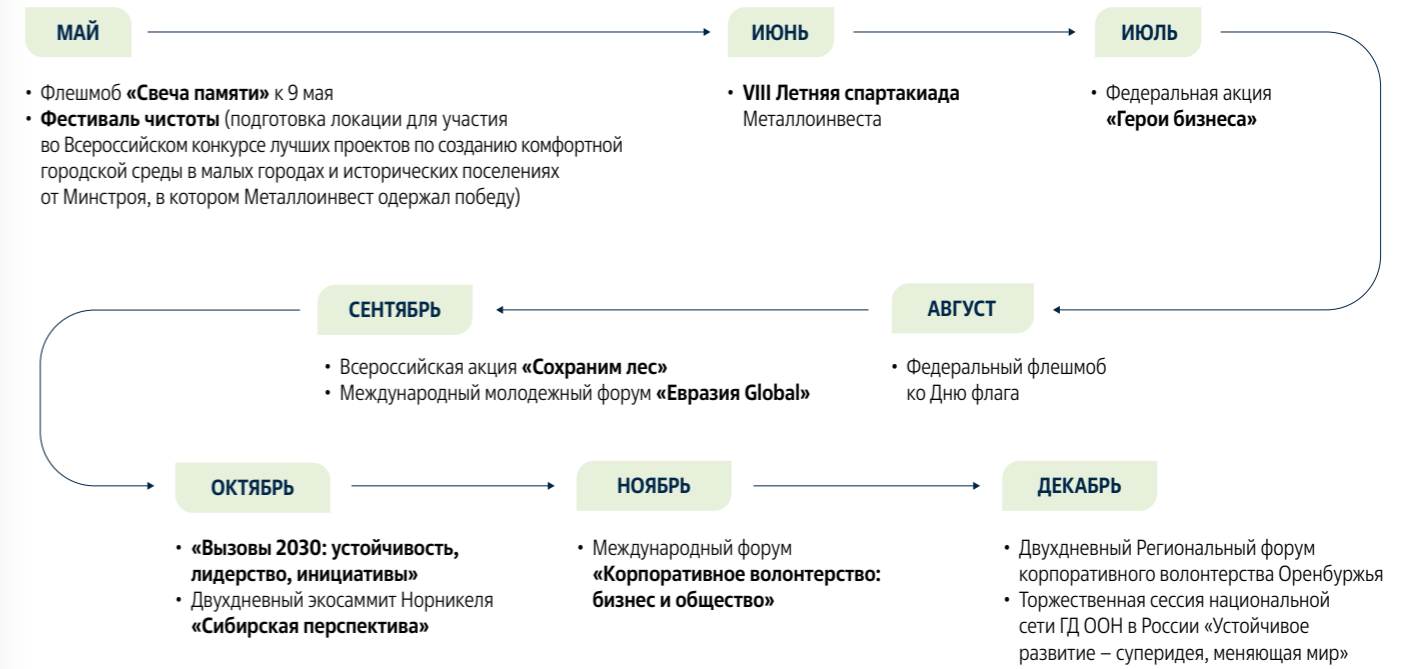 МАЙ
• Флешмоб «Свеча памяти» к 9 мая
• Фестиваль чистоты (подготовка локации для участия
во Всероссийском конкурсе лучших проектов по созданию комфортной
городской среды в малых городах и исторических поселениях
от Минстроя, в котором Металлоинвест одержал победу)
ИЮНЬ
• VIII Летняя спартакиада
Металлоинвеста
ИЮЛЬ
• Федеральная акция
«Герои бизнеса»
АВГУСТ
• Федеральный флешмоб
ко Дню флага
СЕНТЯБРЬ
• Всероссийская акция «Сохраним лес»
• Международный молодежный форум «Евразия Global»
ОКТЯБРЬ
• «Вызовы 2030: устойчивость,
лидерство, инициативы»
• Двухдневный экосаммит Норникеля
«Сибирская перспектива»
НОЯБРЬ
• Международный форум
«Корпоративное волонтерство:
бизнес и общество»
ДЕКАБРЬ
• Двухдневный Региональный форум
корпоративного волонтерства Оренбуржья
• Торжественная сессия национальной
сети ГД ООН в России «Устойчивое
развитие – суперидея, меняющая мир»